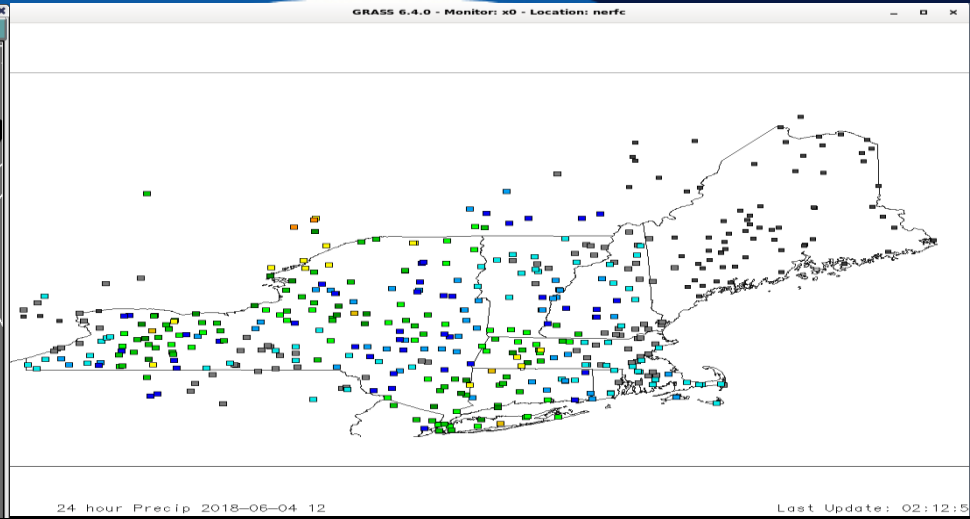 GRASS 6.4.0 - Monitor: x0 - Location: nerfc
24 hour Precip 2018-06-04 12
Last Update: 02:12:5